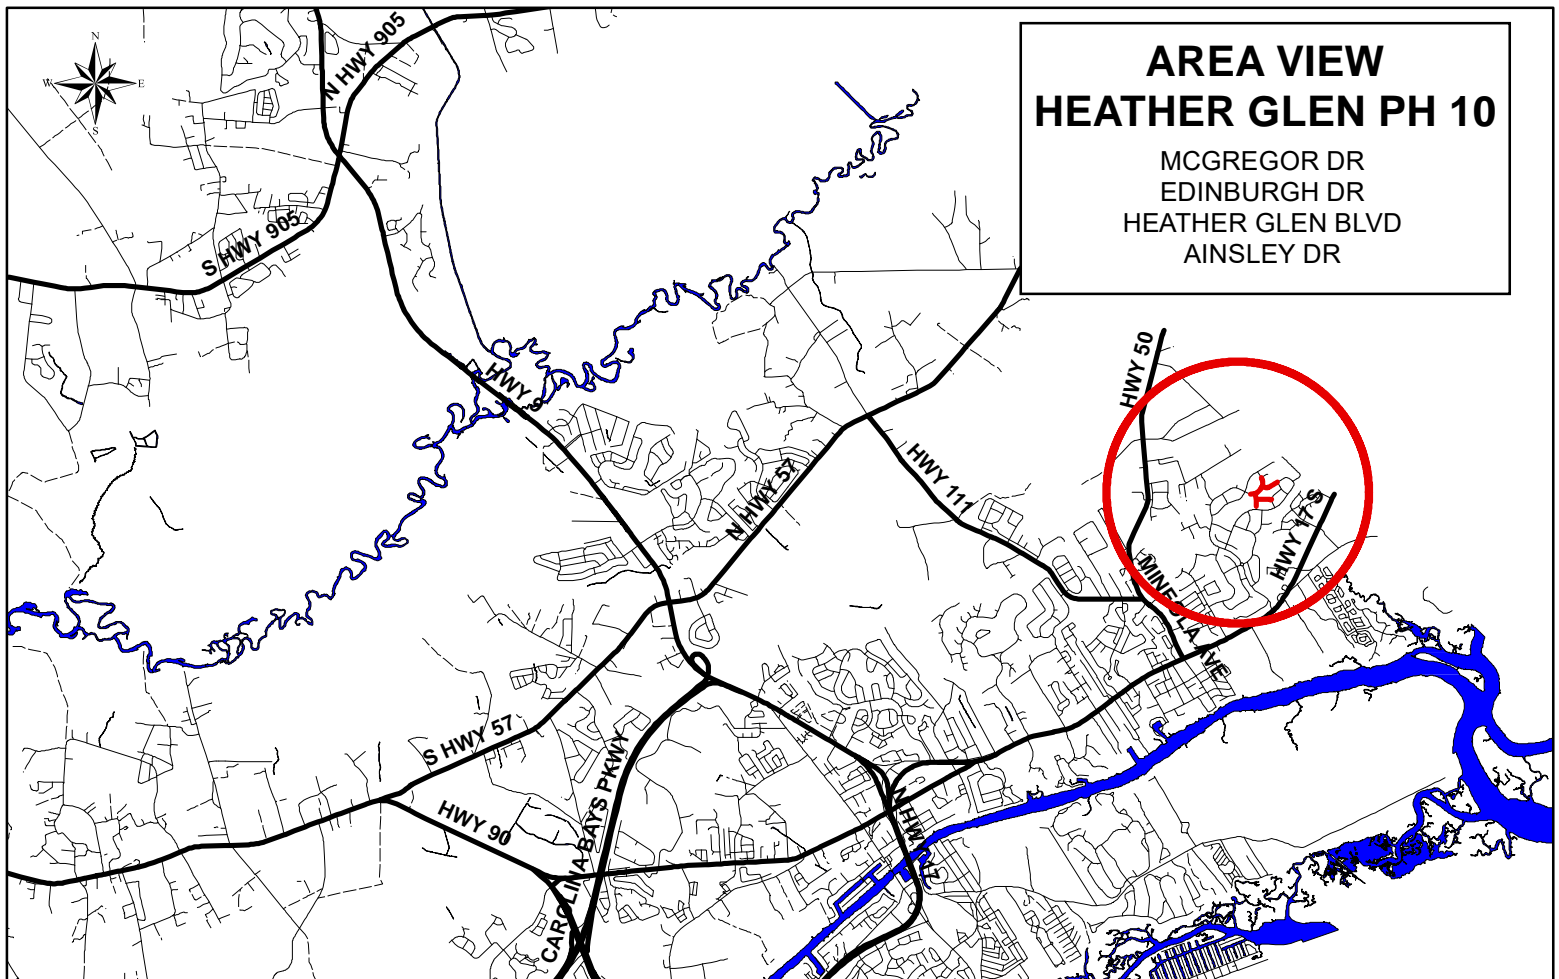 N
W E
S
N HWY 905
S HWY 905
AREA VIEW
HEATHER GLEN PH 10
MCGREGOR DR
EDINBURGH DR
HEATHER GLEN BLVD
AINSLEY DR
HWY 9
HWY 50
N HWY 57
HWY 111
HWY 17 S
MINEOLA AVE
S HWY 57
HWY 90
CAROLINA BAYS PKWY
N HWY 17